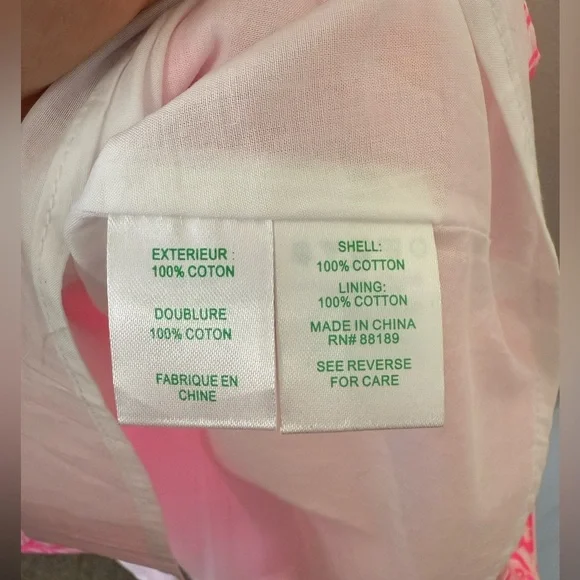 EXTERIEUR :
100% COTON
DOUBLURE
100% COTON
FABRIQUE EN
CHINE
SHELL:
100% COTTON
LINING:
100% COTTON
MADE IN CHINA
RN# 88189
SEE REVERSE
FOR CARE